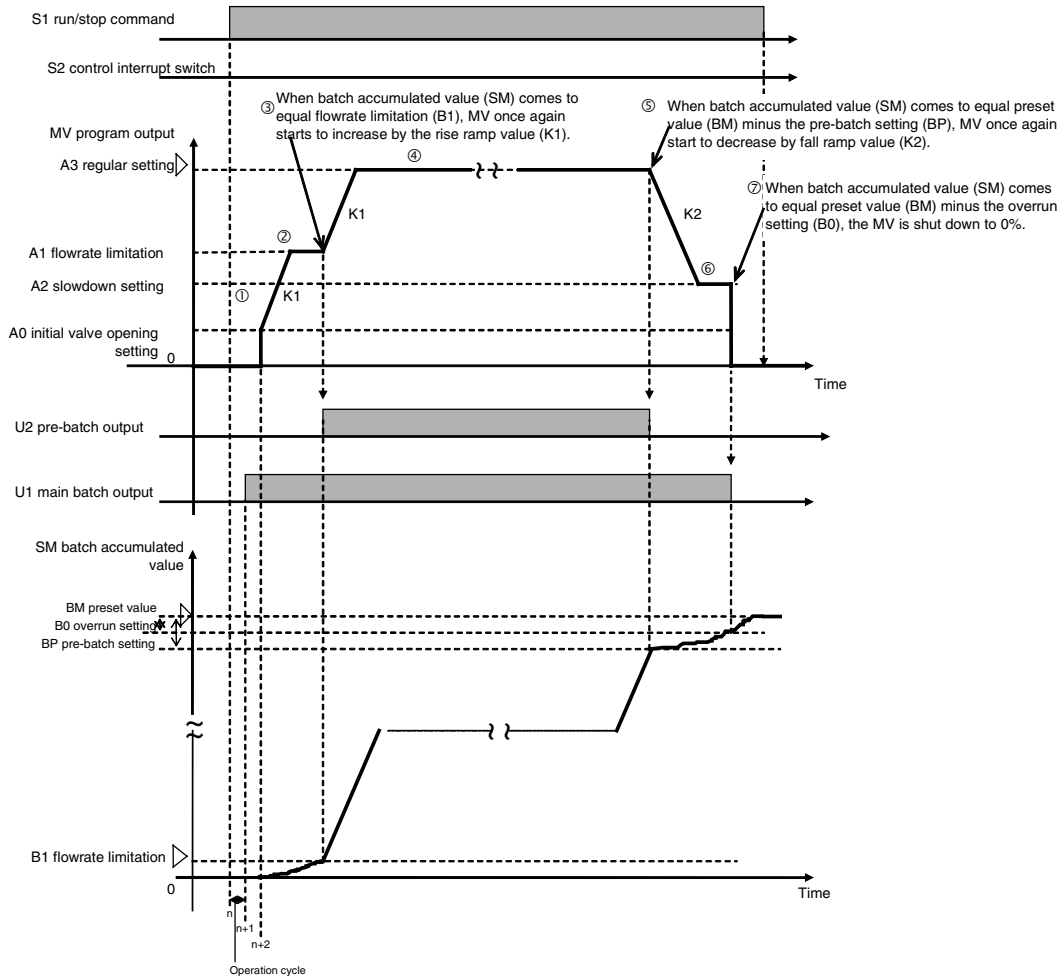 S1 run/stop command
S2 control interrupt switch
③ When batch accumulated value (SM) comes to
equal flowrate limitation (B1), MV once again
starts to increase by the rise ramp value (K1).
⑤ When batch accumulated value (SM) comes to equal preset
value (BM) minus the pre-batch setting (BP), MV once again
start to decrease by fall ramp value (K2).
MV program output
A3 regular setting
④
⑦ When batch accumulated value (SM) comes
to equal preset value (BM) minus the overrun
setting (B0), the MV is shut down to 0%.
K1
K2
②
A1 flowrate limitation
⑥
A2 slowdown setting
①
K1
A0 initial valve opening
setting
0
Time
U2 pre-batch output
U1 main batch output
SM batch accumulated
value
BM preset value
B0 overrun setting
BP pre-batch setting
B1 flowrate limitation
0
Time
n
n+1
n+2
Operation cycle